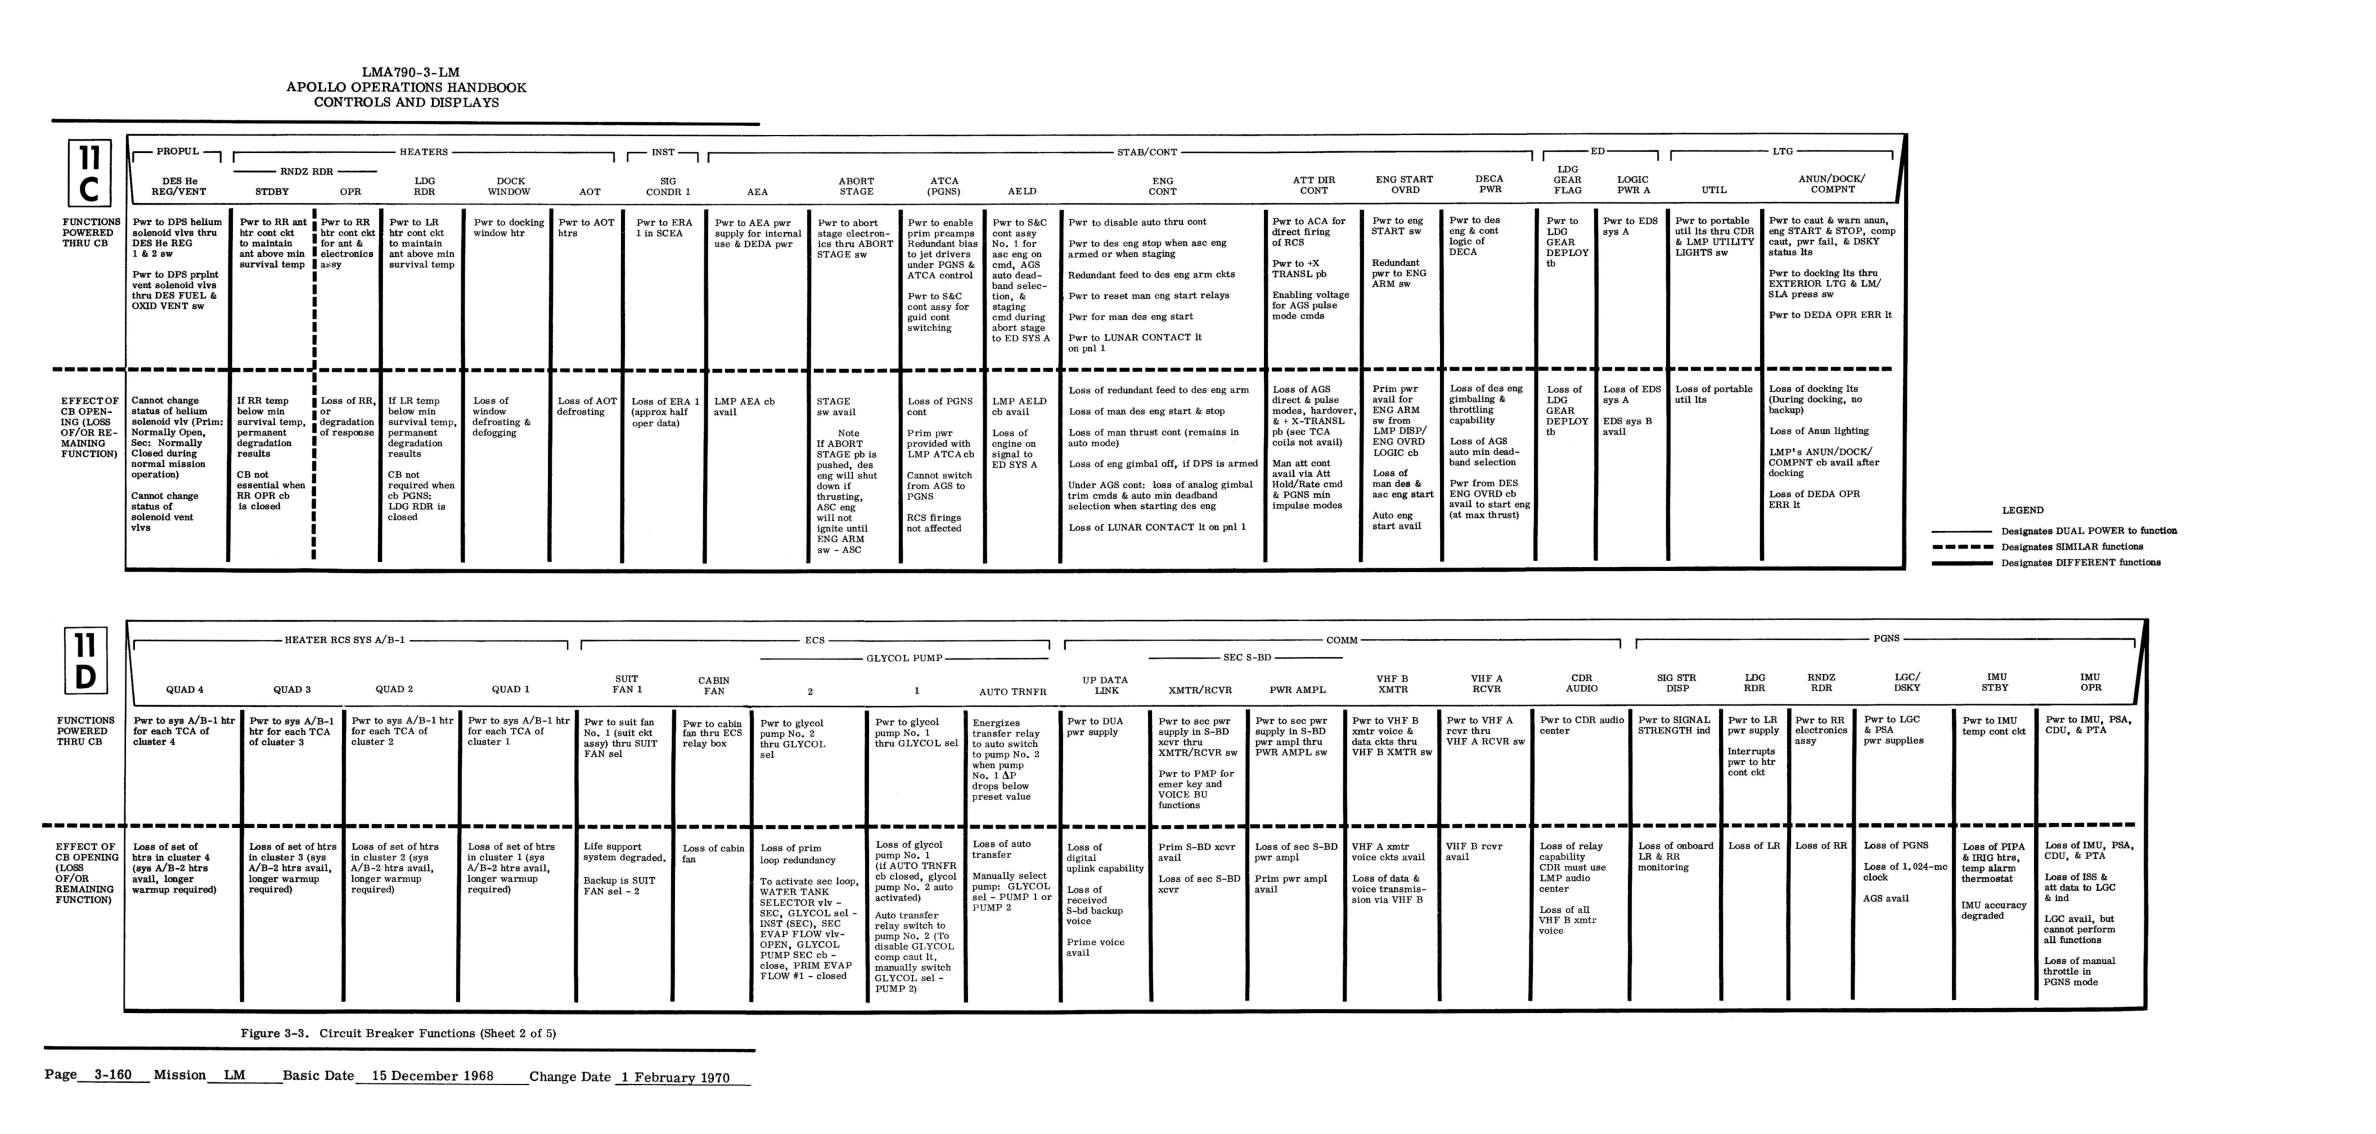 LMA790-3-LM
APOLLO OPERATIONS HANDBOOK
CONTROLS AND DISPLAYS
11
C
PROPUL
HEATERS
INST
STAB/CONT
ED
LTG
RNDZ RDR
DES He
REG/VENT
STDBY
OPR
LDG
RDR
DOCK
WINDOW
AOT
SIG
CONDR 1
AEA
ABORT
STAGE
ATCA
(PGNS)
AELD
ENG
CONT
ATT DIR
CONT
ENG START
OVRD
DECA
PWR
LDG
GEAR
FLAG
LOGIC
PWR A
UTIL
ANUN/DOCK/
COMPNT
FUNCTIONS
POWERED
THRU CB
Pwr to DPS helium
solenoid vlvs thru
DES He REG
1 & 2 sw
Pwr to DPS prplnt
vent solenoid vlvs
thru DES FUEL &
OXID VENT sw
Pwr to RR ant
htr cont ckt
to maintain
ant above min
survival temp
Pwr to RR
htr cont ckt
for ant &
electronics
assy
Pwr to LR
htr cont ckt
to maintain
ant above min
survival temp
Pwr to docking
window htr
Pwr to AOT
htrs
Pwr to ERA
1 in SCEA
Pwr to AEA pwr
supply for internal
use & DEDA pwr
Pwr to abort
stage electron-
ics thru ABORT
STAGE sw
Pwr to enable
prim preamps
Redundant bias
to jet drivers
under PGNS &
ATCA control
Pwr to S&C
cont assy for
guid cont
switching
Pwr to S&C
cont assy
No. 1 for
asc eng on
cmd, AGS
auto dead-
band selec-
tion, &
staging
cmd during
abort stage
to ED SYS A
Pwr to disable auto thru cont
Pwr to des eng stop when asc eng
armed or when staging
Redundant feed to des eng arm ckts
Pwr to reset man eng start relays
Pwr for man des eng start
Pwr to LUNAR CONTACT lt
on pnl 1
Pwr to ACA for
direct firing
of RCS
Pwr to +X
TRANSL pb
Enabling voltage
for AGS pulse
mode cmds
Pwr to eng
START sw
Redundant
pwr to ENG
ARM sw
Pwr to des
eng & cont
logic of
DECA
Pwr to
LDG
GEAR
DEPLOY
tb
Pwr to EDS
sys A
Pwr to portable
util lts thru CDR
& LMP UTILITY
LIGHTS sw
Pwr to caut & warn anun,
eng START & STOP, comp
caut, pwr fail, & DSKY
status lts
Pwr to docking lts thru
EXTERIOR LTG & LM/
SLA press sw
Pwr to DEDA OPR ERR lt
EFFECT OF
CB OPEN-
ING (LOSS
OF/OR RE-
MAINING
FUNCTION)
Cannot change
status of helium
solenoid vlv (Prim:
Normally Open,
Sec: Normally
Closed during
normal mission
operation)
Cannot change
status of
solenoid vent
vlvs
If RR temp
below min
survival temp,
permanent
degradation
results
CB not
essential when
RR OPR cb
is closed
Loss of RR,
or
degradation
of response
If LR temp
below min
survival temp,
permanent
degradation
results
CB not
required when
cb PGNS:
LDG RDR is
closed
Loss of
window
defrosting &
defogging
Loss of AOT
defrosting
Loss of ERA 1
(approx half
oper data)
LMP AEA cb
avail
STAGE
sw avail
Note
If ABORT
STAGE pb is
pushed, des
eng will shut
down if
thrusting,
ASC eng
will not
ignite until
ENG ARM
sw - ASC
Loss of PGNS
cont
Prim pwr
provided with
LMP ATCA cb
Cannot switch
from AGS to
PGNS
RCS firings
not affected
LMP AELD
cb avail
Loss of
engine on
signal to
ED SYS A
Loss of redundant feed to des eng arm
Loss of man des eng start & stop
Loss of man thrust cont (remains in
auto mode)
Loss of eng gimbal off, if DPS is armed
Under AGS cont: loss of analog gimbal
trim cmds & auto min deadband
selection when starting des eng
Loss of LUNAR CONTACT lt on pnl 1
Loss of AGS
direct & pulse
modes, hardover,
& + X-TRANSL
pb (sec TCA
coils not avail)
Man att cont
avail via Att
Hold/Rate cmd
& PGNS min
impulse modes
Prim pwr
avail for
ENG ARM
sw from
LMP DISP/
ENG OVRD
LOGIC cb
Loss of
man des &
asc eng start
Auto eng
start avail
Loss of des eng
gimbaling &
throttling
capability
Loss of AGS
auto min dead-
band selection
Pwr from DES
ENG OVRD cb
avail to start eng
(at max thrust)
Loss of
LDG
GEAR
DEPLOY
tb
Loss of EDS
sys A
EDS sys B
avail
Loss of portable
util lts
Loss of docking lts
(During docking, no
backup)
Loss of Anun lighting
LMP's ANUN/DOCK/
COMPNT cb avail after
docking
Loss of DEDA OPR
ERR lt
LEGEND
Designates DUAL POWER to function
Designates SIMILAR functions
Designates DIFFERENT functions
11
D
HEATER RCS SYS A/B-1
ECS
COMM
PGNS
GLYCOL PUMP
SEC S-BD
QUAD 4
QUAD 3
QUAD 2
QUAD 1
SUIT
FAN 1
CABIN
FAN
2
1
AUTO TRNFR
UP DATA
LINK
XMTR/RCVR
PWR AMPL
VHF B
XMTR
VHF A
RCVR
CDR
AUDIO
SIG STR
DISP
LDG
RDR
RNDZ
RDR
LGC/
DSKY
IMU
STBY
IMU
OPR
FUNCTIONS
POWERED
THRU CB
Pwr to sys A/B-1 htr
for each TCA of
cluster 4
Pwr to sys A/B-1
htr for each TCA
of cluster 3
Pwr to sys A/B-1 htr
for each TCA of
cluster 2
Pwr to sys A/B-1 htr
for each TCA of
cluster 1
Pwr to suit fan
No. 1 (suit ckt
assy) thru SUIT
FAN sel
Pwr to cabin
fan thru ECS
relay box
Pwr to glycol
pump No. 2
thru GLYCOL
sel
Pwr to glycol
pump No. 1
thru GLYCOL sel
Energizes
transfer relay
to auto switch
to pump No. 2
when pump
No. 1 ΔP
drops below
preset value
Pwr to DUA
pwr supply
Pwr to sec pwr
supply in S-BD
xcvr thru
XMTR/RCVR sw
Pwr to PMP for
emer key and
VOICE BU
functions
Pwr to sec pwr
supply in S-BD
pwr ampl thru
PWR AMPL sw
Pwr to VHF B
xmtr voice &
data ckts thru
VHF B XMTR sw
Pwr to VHF A
rcvr thru
VHF A RCVR sw
Pwr to CDR audio
center
Pwr to SIGNAL
STRENGTH ind
Pwr to LR
pwr supply
Interrupts
pwr to htr
cont ckt
Pwr to RR
electronics
assy
Pwr to LGC
& PSA
pwr supplies
Pwr to IMU
temp cont ckt
Pwr to IMU, PSA,
CDU, & PTA
EFFECT OF
CB OPENING
(LOSS
OF/OR
REMAINING
FUNCTION)
Loss of set of
htrs in cluster 4
(sys A/B-2 htrs
avail, longer
warmup required)
Loss of set of htrs
in cluster 3 (sys
A/B-2 htrs avail,
longer warmup
required)
Loss of set of htrs
in cluster 2 (sys
A/B-2 htrs avail,
longer warmup
required)
Loss of set of htrs
in cluster 1 (sys
A/B-2 htrs avail,
longer warmup
required)
Life support
system degraded.
Backup is SUIT
FAN sel - 2
Loss of cabin
fan
Loss of prim
loop redundancy
To activate sec loop,
WATER TANK
SELECTOR vlv -
SEC, GLYCOL sel -
INST (SEC), SEC
EVAP FLOW vlv-
OPEN, GLYCOL
PUMP SEC cb -
close, PRIM EVAP
FLOW #1 - closed
Loss of glycol
pump No. 1
(if AUTO TRNFR
cb closed, glycol
pump No. 2 auto
activated)
Auto transfer
relay switch to
pump No. 2 (To
disable GLYCOL
comp caut lt,
manually switch
GLYCOL sel -
PUMP 2)
Loss of auto
transfer
Manually select
pump: GLYCOL
sel - PUMP 1 or
PUMP 2
Loss of
digital
uplink capability
Loss of
received
S-bd backup
voice
Prime voice
avail
Prim S-BD xcvr
avail
Loss of sec S-BD
xcvr
Loss of sec S-BD
pwr ampl
Prim pwr ampl
avail
VHF A xmtr
voice ckts avail
Loss of data &
voice transmis-
sion via VHF B
VHF B rcvr
avail
Loss of relay
capability
CDR must use
LMP audio
center
Loss of all
VHF B xmtr
voice
Loss of onboard
LR & RR
monitoring
Loss of LR
Loss of RR
Loss of PGNS
Loss of 1,024-mc
clock
AGS avail
Loss of PIPA
& IRIG htrs,
temp alarm
thermostat
IMU accuracy
degraded
Loss of IMU, PSA,
CDU, & PTA
Loss of ISS &
att data to LGC
& ind
LGC avail, but
cannot perform
all functions
Loss of manual
throttle in
PGNS mode
Figure 3-3. Circuit Breaker Functions (Sheet 2 of 5)
Page 3-160 Mission LM Basic Date 15 December 1968 Change Date 1 February 1970